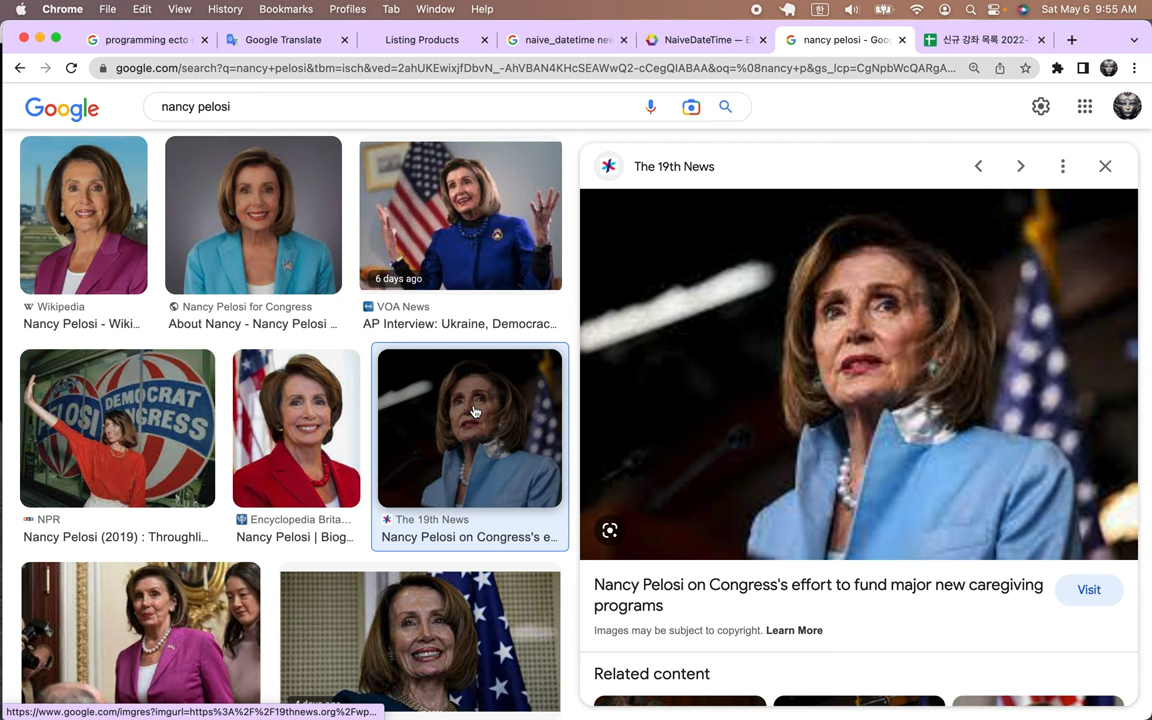 Chrome File Edit View History Bookmarks Profiles Tab Window Help 한 Sat May 6 9:55 AM
programming ecto Google Translate Listing Products naive_datetime nev NaiveDateTime — E nancy pelosi - Goo 신규 강좌 목록 2022-
google.com/search?q=nancy+pelosi&tbm=isch&ved=2ahUKEwixjfDbvN_-AhVBAN4KHcSEAWwQ2-cCegQIABAA&oq=%08nancy+p&gs_lcp=CgNpbWcQARgA...
Google nancy pelosi
The 19th News
6 days ago
Wikipedia Nancy Pelosi for Congress VOA News
Nancy Pelosi - Wiki... About Nancy - Nancy Pelosi ... AP Interview: Ukraine, Democrac...
DEMOCRAT
CONGRESS
NPR Encyclopedia Brita... The 19th News
Nancy Pelosi (2019) : Throughli... Nancy Pelosi | Biog... Nancy Pelosi on Congress's e...
Nancy Pelosi on Congress's effort to fund major new caregiving
programs
Visit
Images may be subject to copyright. Learn More
Related content
https://www.google.com/imgres?imgurl=https%3A%2F%2F19thnews.org%2Fwp...